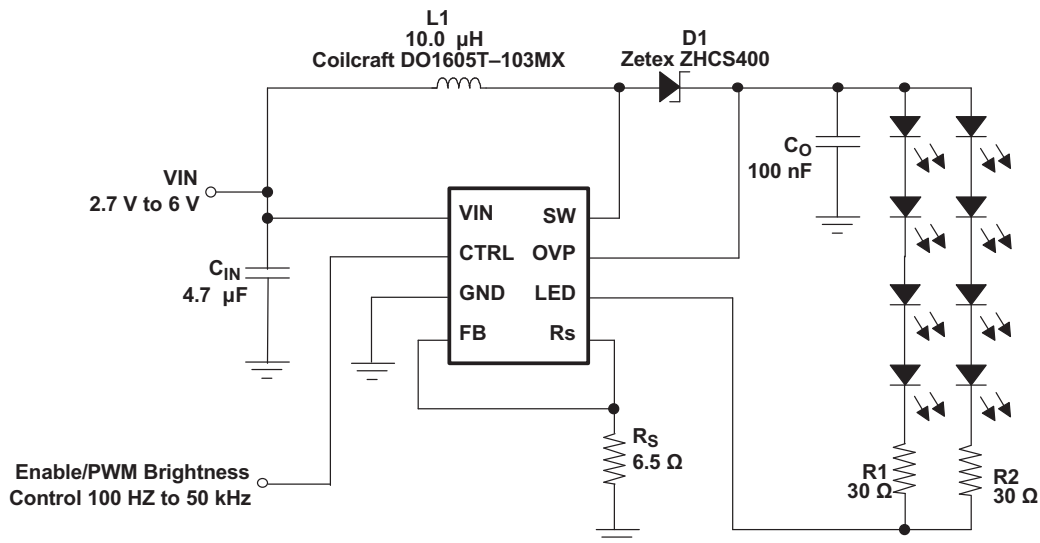 L1
10.0 µH
Coilcraft DO1605T–103MX
D1
Zetex ZHCS400
CO
100 nF
VIN
2.7 V to 6 V
CIN
4.7 µF
VIN
SW
CTRL
OVP
GND
LED
FB
Rs
RS
6.5 Ω
R1
30 Ω
R2
30 Ω
Enable/PWM Brightness
Control 100 HZ to 50 kHz